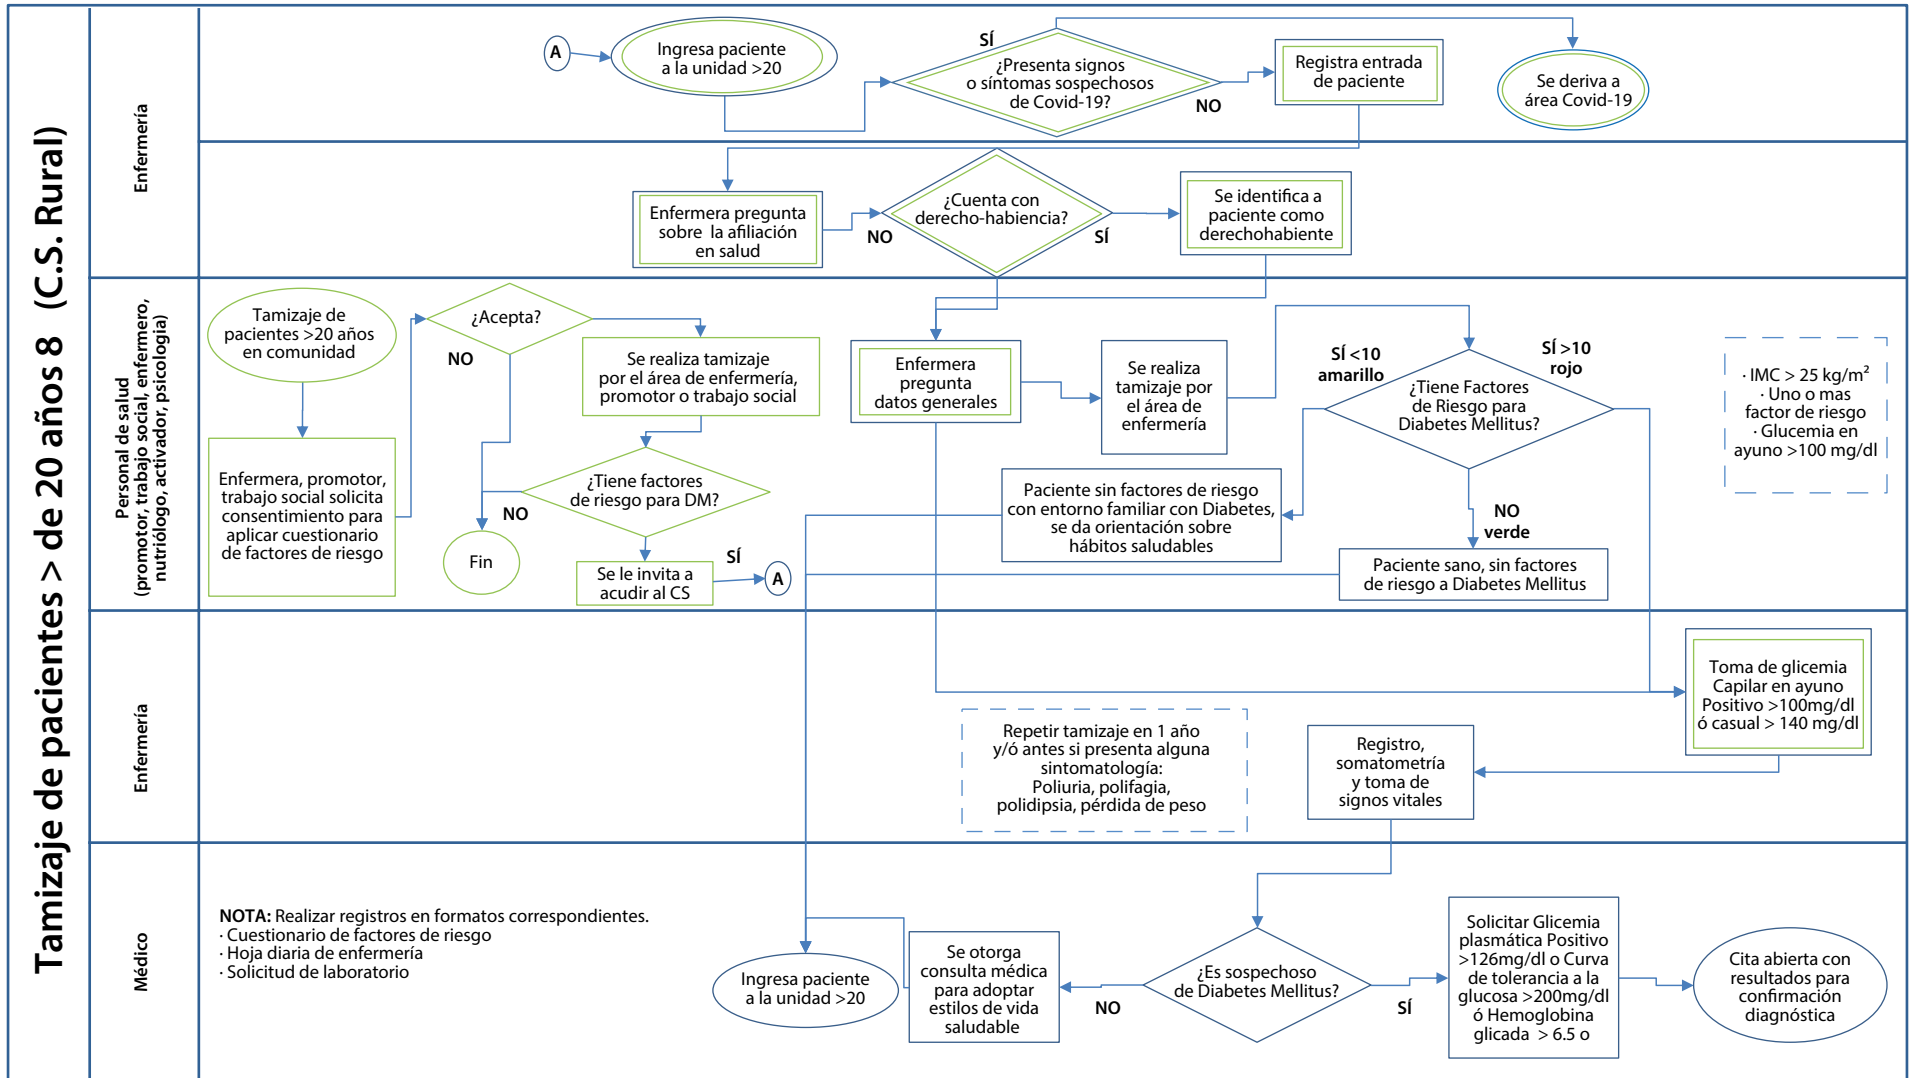 Tamizaje de pacientes > de 20 años 8 (C.S. Rural)
Enfermería
A
Ingresa paciente
a la unidad >20
SÍ
¿Presenta signos
o síntomas sospechosos
de Covid-19?
NO
Registra entrada
de paciente
Se deriva a
área Covid-19
Enfermera pregunta
sobre la afiliación
en salud
NO
¿Cuenta con
derecho-habiencia?
SÍ
Se identifica a
paciente como
derechohabiente
Personal de salud
(promotor, trabajo social, enfermero,
nutriólogo, activador, psicologia)
Tamizaje de
pacientes >20 años
en comunidad
Enfermera, promotor,
trabajo social solicita
consentimiento para
aplicar cuestionario
de factores de riesgo
¿Acepta?
NO
Se realiza tamizaje
por el área de enfermería,
promotor o trabajo social
¿Tiene factores
de riesgo para DM?
NO
Fin
SÍ
Se le invita a
acudir al CS
A
Enfermera
pregunta
datos generales
Se realiza
tamizaje por
el área de
enfermería
SÍ <10
amarillo
SÍ >10
rojo
¿Tiene Factores
de Riesgo para
Diabetes Mellitus?
NO
verde
Paciente sin factores de riesgo
con entorno familiar con Diabetes,
se da orientación sobre
hábitos saludables
Paciente sano, sin factores
de riesgo a Diabetes Mellitus
· IMC > 25 kg/m²
· Uno o mas
factor de riesgo
· Glucemia en
ayuno >100 mg/dl
Enfermería
Toma de glicemia
Capilar en ayuno
Positivo >100mg/dl
ó casual > 140 mg/dl
Repetir tamizaje en 1 año
y/ó antes si presenta alguna
sintomatología:
Poliuria, polifagia,
polidipsia, pérdida de peso
Registro,
somatometría
y toma de
signos vitales
Médico
NOTA: Realizar registros en formatos correspondientes.
· Cuestionario de factores de riesgo
· Hoja diaria de enfermería
· Solicitud de laboratorio
Ingresa paciente
a la unidad >20
Se otorga
consulta médica
para adoptar
estilos de vida
saludable
NO
¿Es sospechoso
de Diabetes Mellitus?
SÍ
Solicitar Glicemia
plasmática Positivo
>126mg/dl o Curva
de tolerancia a la
glucosa >200mg/dl
ó Hemoglobina
glicada > 6.5 o
Cita abierta con
resultados para
confirmación
diagnóstica